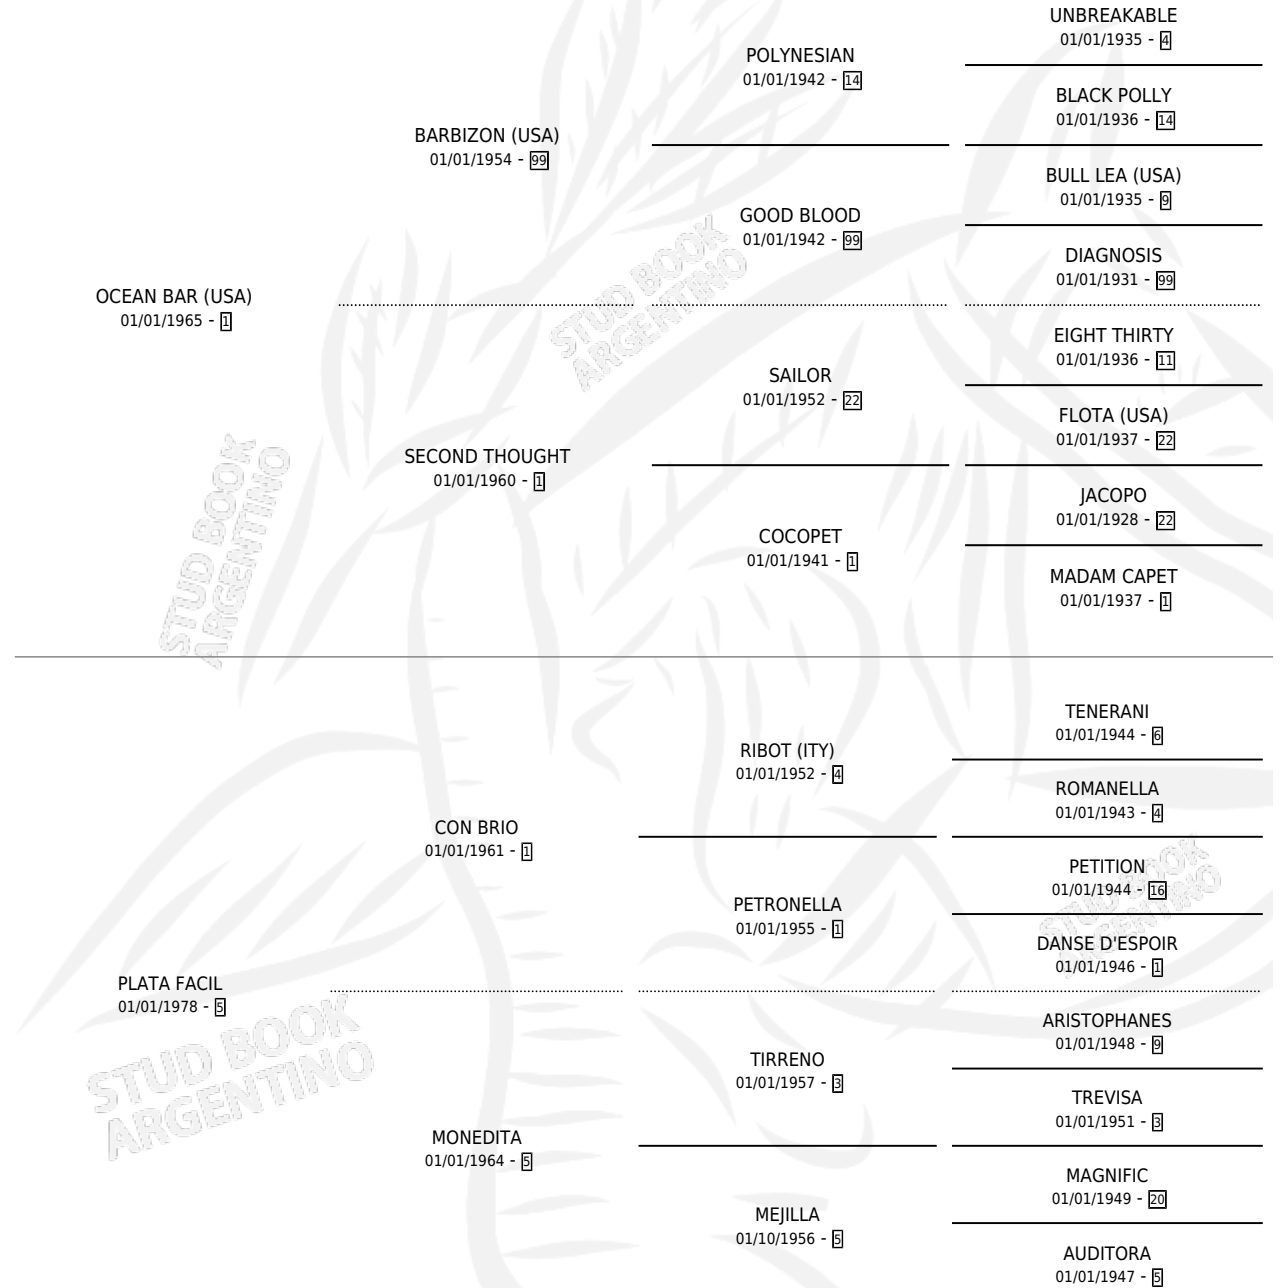 UNBREAKABLE
01/01/1935 - 4
POLYNESIAN
01/01/1942 - 14
BLACK POLLY
01/01/1936 - 14
BARBIZON (USA)
01/01/1954 - 99
BULL LEA (USA)
01/01/1935 - 9
GOOD BLOOD
01/01/1942 - 99
DIAGNOSIS
01/01/1931 - 99
OCEAN BAR (USA)
01/01/1965 - 1
EIGHT THIRTY
01/01/1936 - 11
SAILOR
01/01/1952 - 22
FLOTA (USA)
01/01/1937 - 22
SECOND THOUGHT
01/01/1960 - 1
JACOPO
01/01/1928 - 22
COCOPET
01/01/1941 - 1
MADAM CAPET
01/01/1937 - 1
TENERANI
01/01/1944 - 6
RIBOT (ITY)
01/01/1952 - 4
ROMANELLA
01/01/1943 - 4
CON BRIO
01/01/1961 - 1
PETITION
01/01/1944 - 16
PETRONELLA
01/01/1955 - 1
DANSE D'ESPOIR
01/01/1946 - 1
PLATA FACIL
01/01/1978 - 5
ARISTOPHANES
01/01/1948 - 9
TIRRENO
01/01/1957 - 3
TREVISA
01/01/1951 - 3
MONEDITA
01/01/1964 - 5
MAGNIFIC
01/01/1949 - 20
MEJILLA
01/10/1956 - 5
AUDITORA
01/01/1947 - 5
STUD BOOK
ARGENTINO
STUD BOOK
ARGENTINO
STUD BOOK
ARGENTINO
STUD BOOK
ARGENTINO